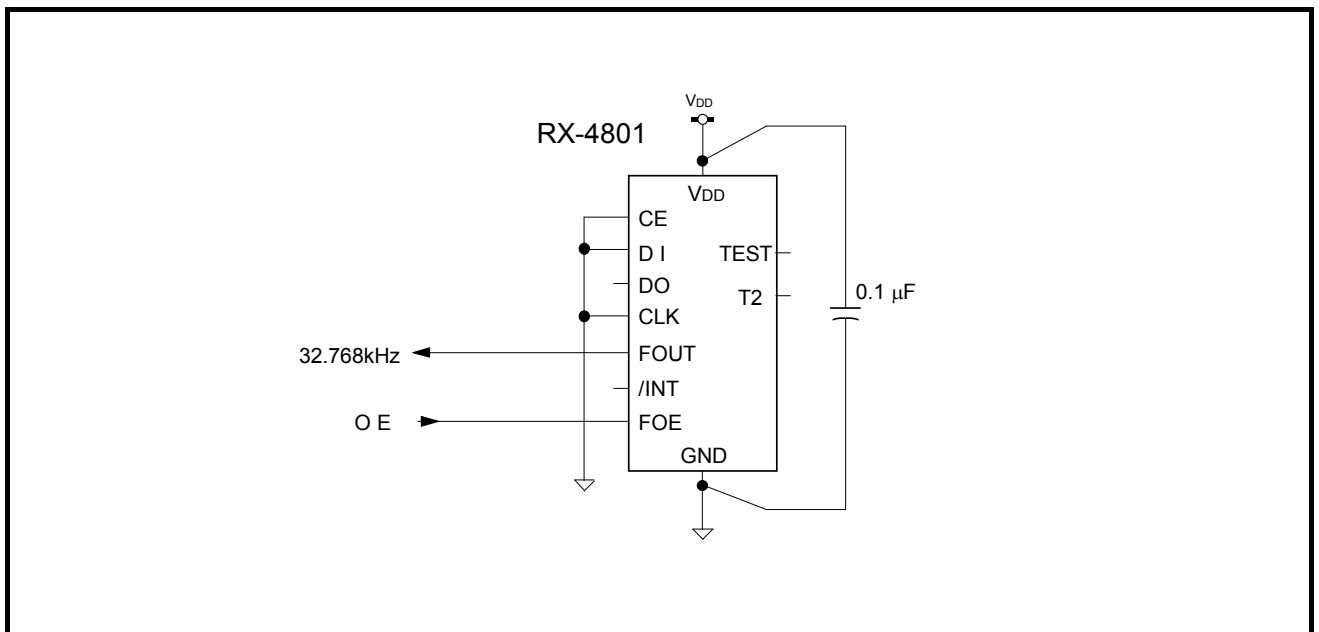 VDD
RX-4801
VDD
CE
D I
TEST
DO
T2
0.1 μF
CLK
32.768kHz
FOUT
/INT
O E
FOE
GND